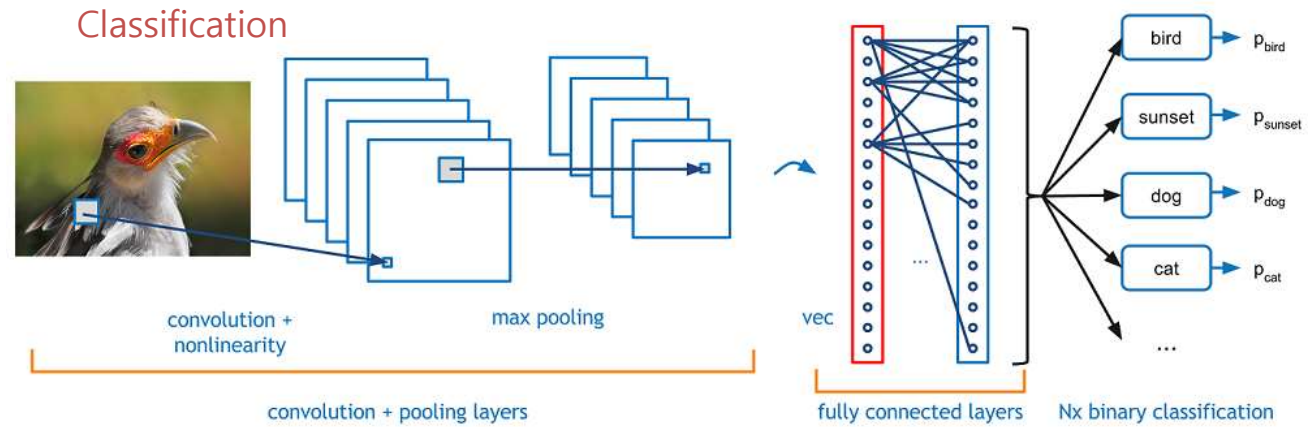 Classification
bird
p_bird
sunset
p_sunset
dog
p_dog
cat
p_cat
...
...
convolution +
nonlinearity
max pooling
vec
convolution + pooling layers
fully connected layers
Nx binary classification